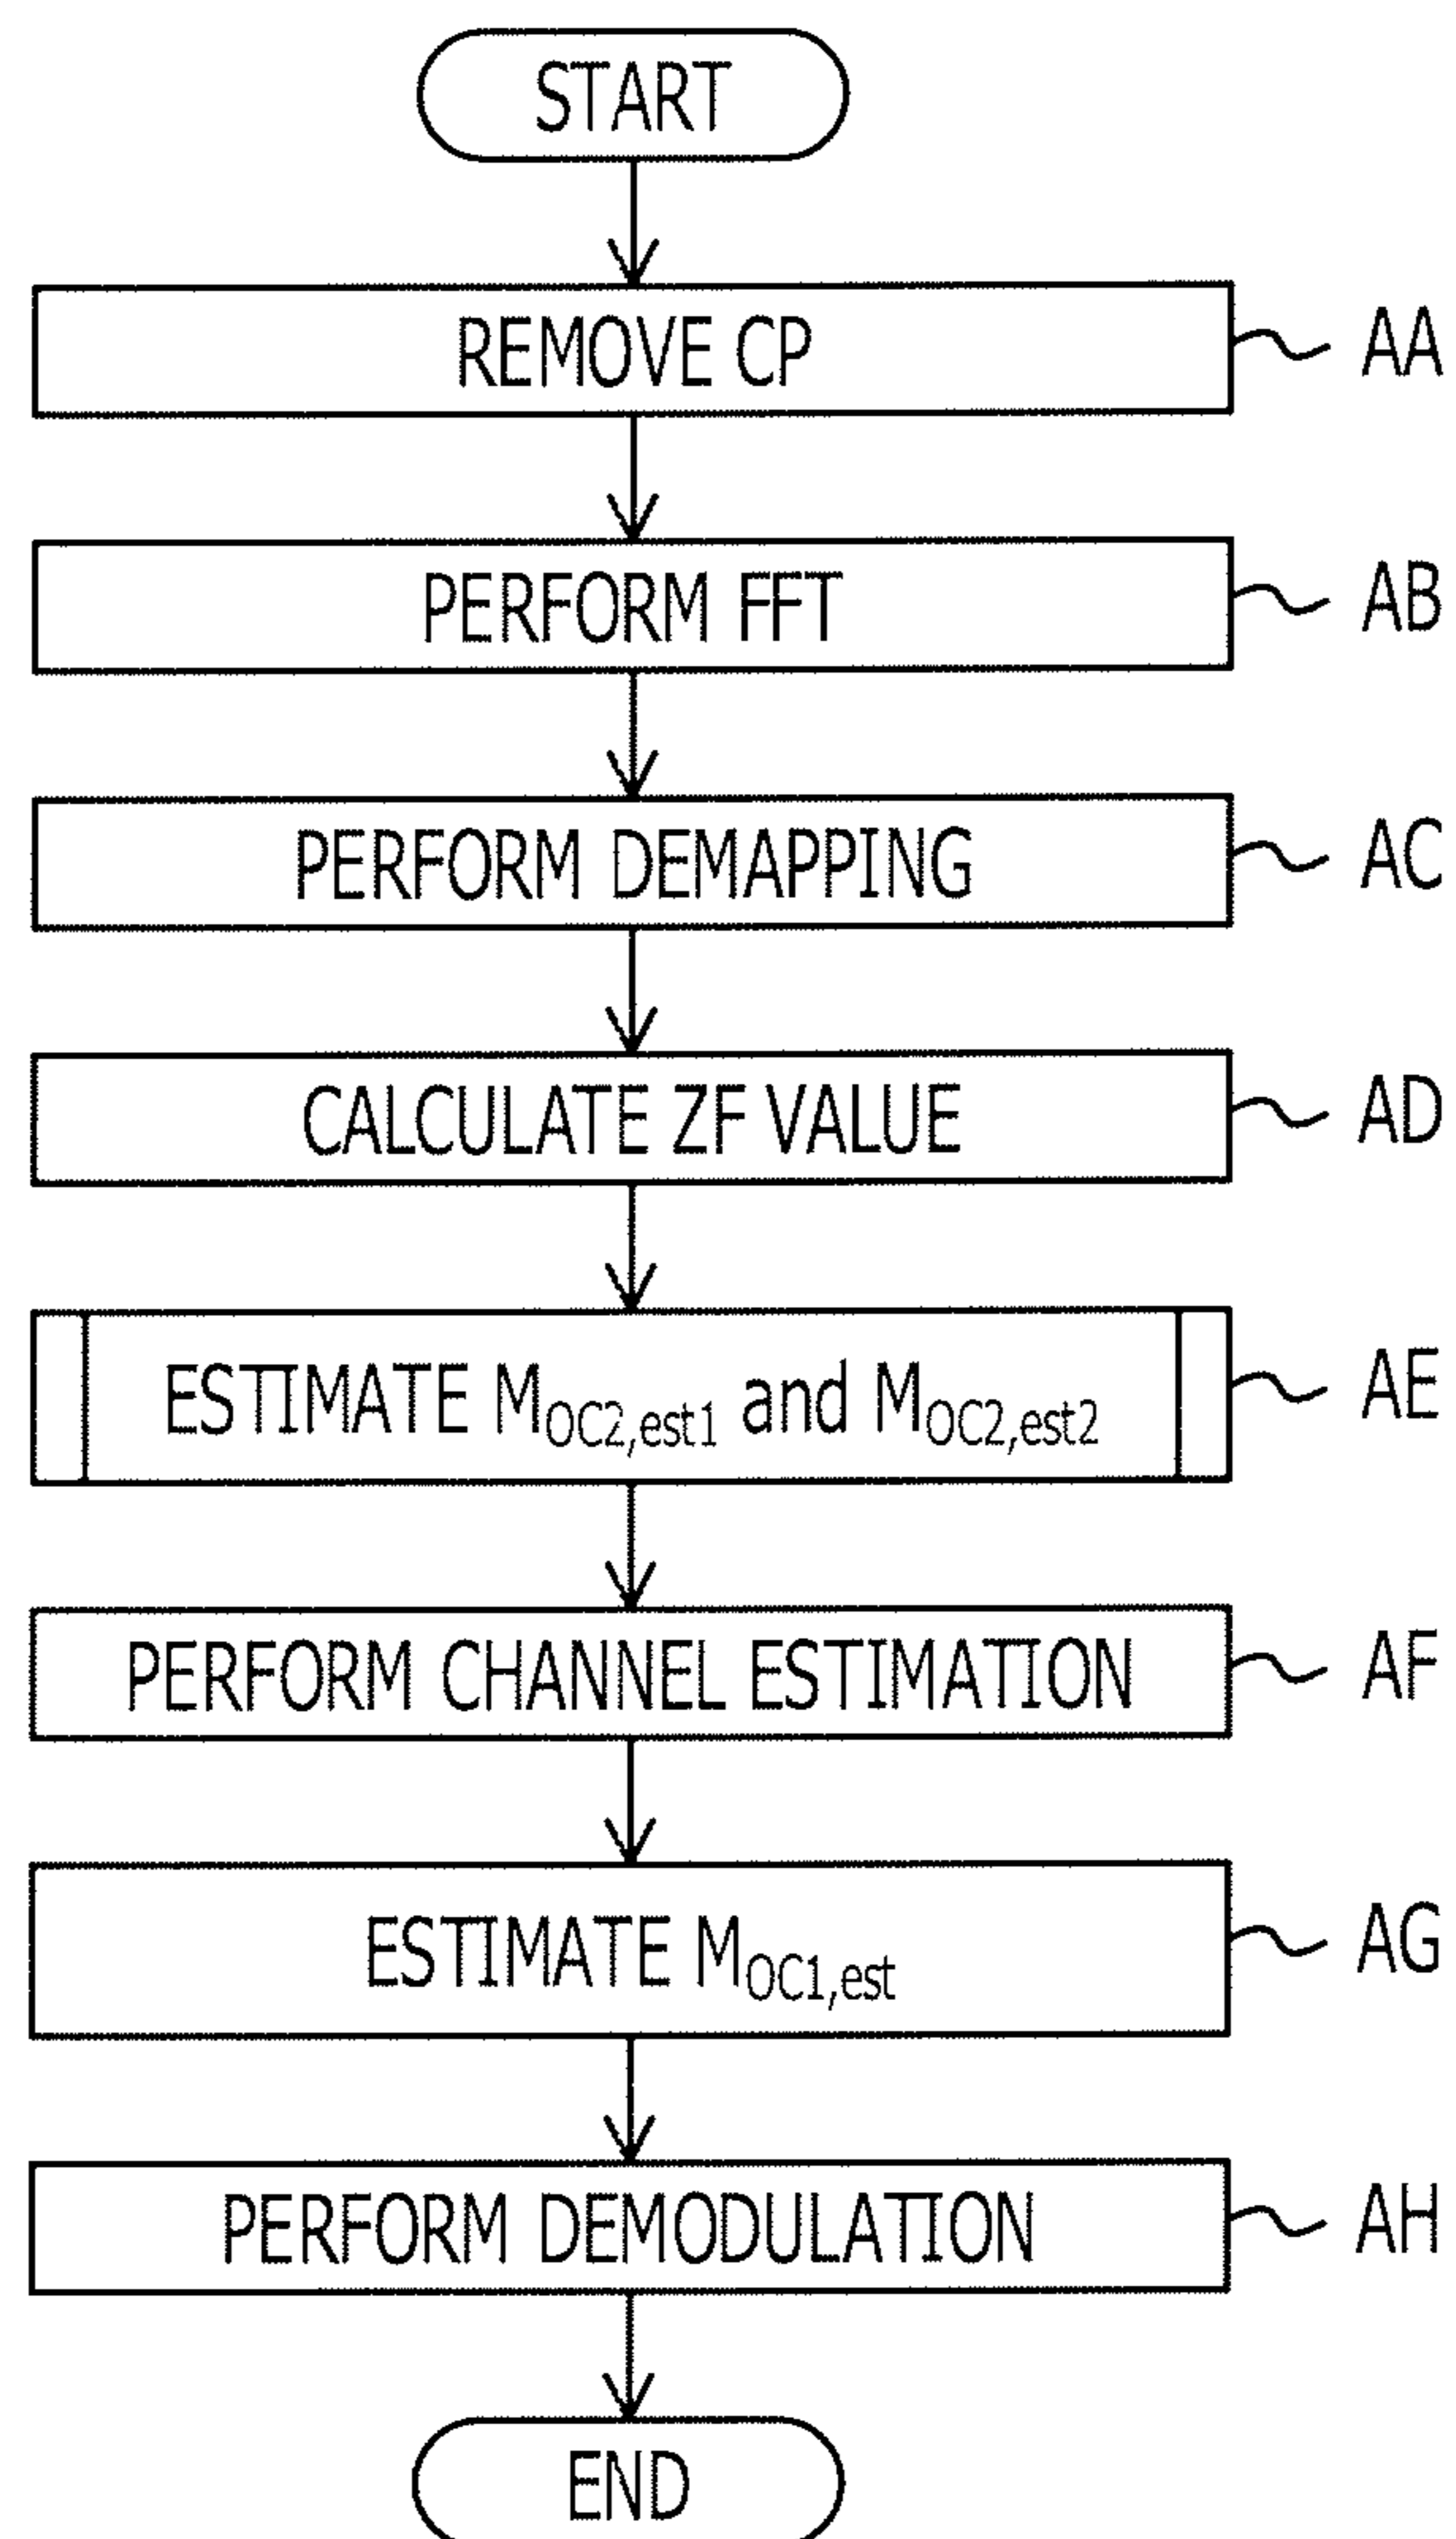 START
REMOVE CP AA
PERFORM FFT AB
PERFORM DEMAPPING AC
CALCULATE ZF VALUE AD
ESTIMATE MOC2,est1 and MOC2,est2 AE
PERFORM CHANNEL ESTIMATION AF
ESTIMATE MOC1,est AG
PERFORM DEMODULATION AH
END